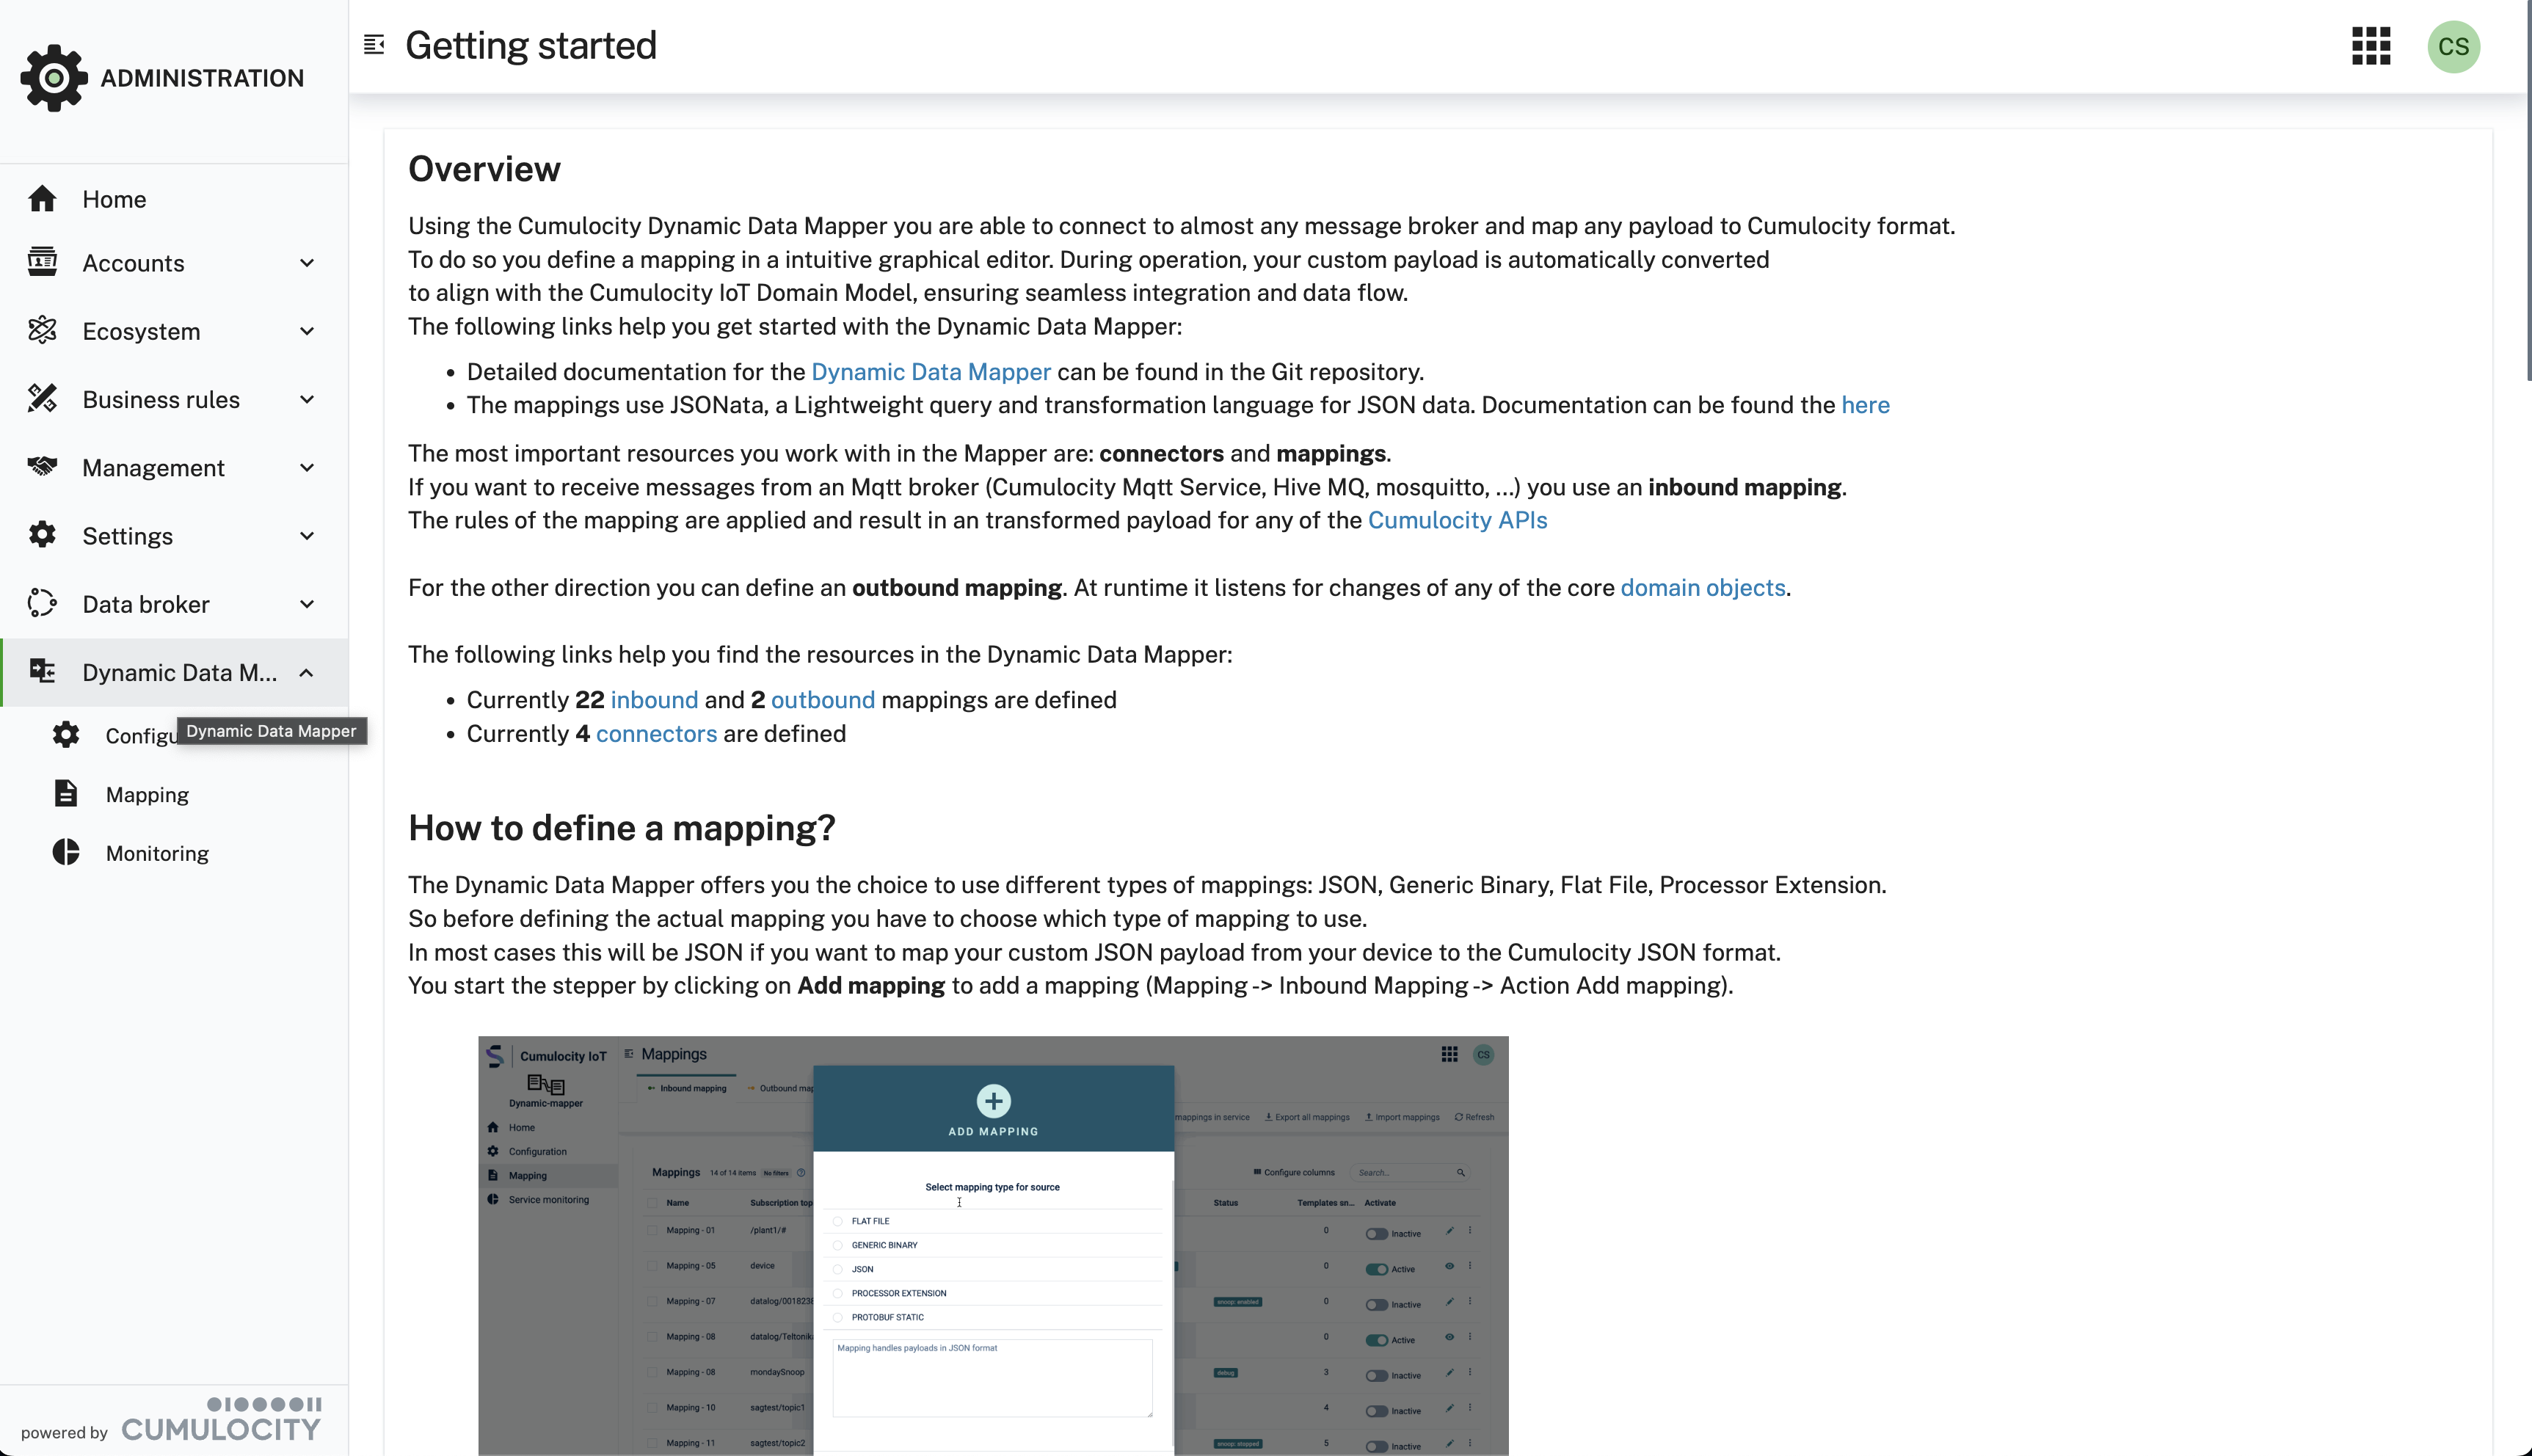 ADMINISTRATION
Getting started
CS
Home
Accounts
Ecosystem
Business rules
Management
Settings
Data broker
Dynamic Data M...
Configu
Dynamic Data Mapper
Mapping
Monitoring
powered by
CUMULOCITY
Overview
Using the Cumulocity Dynamic Data Mapper you are able to connect to almost any message broker and map any payload to Cumulocity format.
To do so you define a mapping in a intuitive graphical editor. During operation, your custom payload is automatically converted
to align with the Cumulocity IoT Domain Model, ensuring seamless integration and data flow.
The following links help you get started with the Dynamic Data Mapper:
• Detailed documentation for the Dynamic Data Mapper can be found in the Git repository.
• The mappings use JSONata, a Lightweight query and transformation language for JSON data. Documentation can be found the here
The most important resources you work with in the Mapper are: connectors and mappings.
If you want to receive messages from an Mqtt broker (Cumulocity Mqtt Service, Hive MQ, mosquitto, ...) you use an inbound mapping.
The rules of the mapping are applied and result in an transformed payload for any of the Cumulocity APIs
For the other direction you can define an outbound mapping. At runtime it listens for changes of any of the core domain objects.
The following links help you find the resources in the Dynamic Data Mapper:
• Currently 22 inbound and 2 outbound mappings are defined
• Currently 4 connectors are defined
How to define a mapping?
The Dynamic Data Mapper offers you the choice to use different types of mappings: JSON, Generic Binary, Flat File, Processor Extension.
So before defining the actual mapping you have to choose which type of mapping to use.
In most cases this will be JSON if you want to map your custom JSON payload from your device to the Cumulocity JSON format.
You start the stepper by clicking on Add mapping to add a mapping (Mapping -> Inbound Mapping -> Action Add mapping).
Cumulocity IoT
Dynamic-mapper
Home
Configuration
Mapping
Service monitoring
Mappings
CS
Inbound mapping
Outbound map
mappings in service
Export all mappings
Import mappings
Refresh
Mappings 14 of 14 items No filters
Configure columns
Search...
Name Subscription top Status Templates sn... Activate
Mapping - 01 /plant1/# 0 Inactive
Mapping - 05 device 0 Active
Mapping - 07 datalog/0018238 snoop: enabled 0 Inactive
Mapping - 08 datalog/Teltonik 0 Active
Mapping - 08 mondaySnoop debug 3 Inactive
Mapping - 10 sagtest/topic1 4 Inactive
Mapping - 11 sagtest/topic2 snoop: stopped 5 Inactive
ADD MAPPING
Select mapping type for source
FLAT FILE
GENERIC BINARY
JSON
PROCESSOR EXTENSION
PROTOBUF STATIC
Mapping handles payloads in JSON format